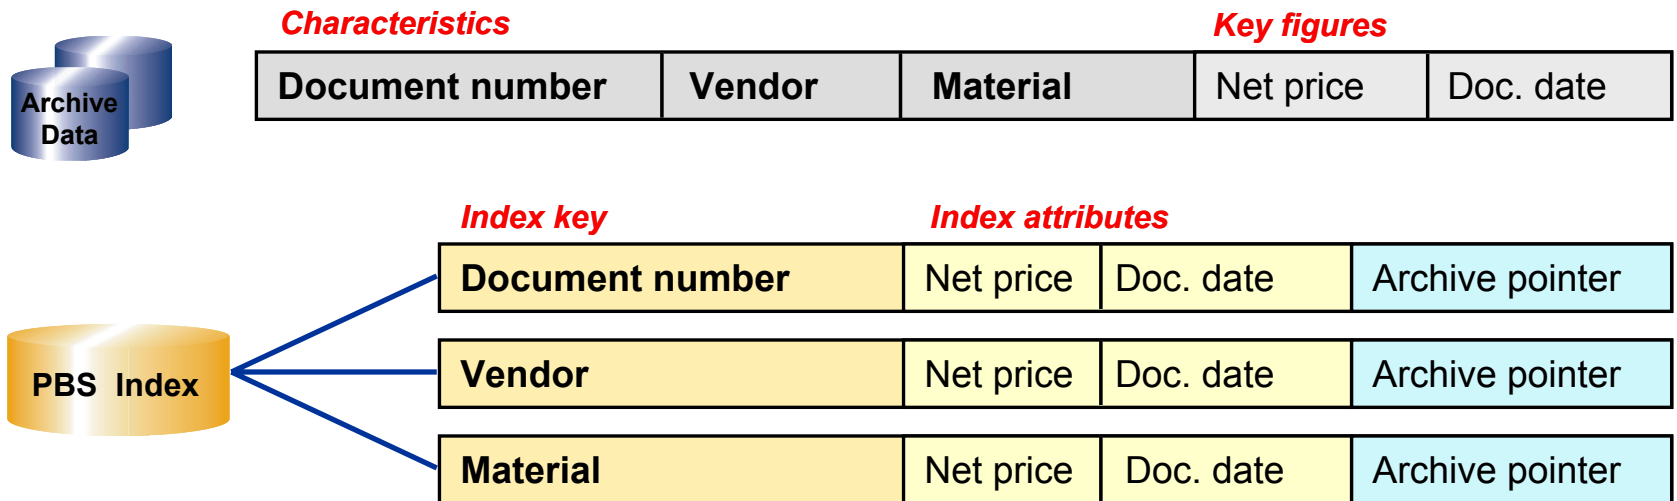 Characteristics Key figures
Archive
Data
Document number Vendor Material Net price Doc. date
Index key Index attributes
Document number Net price Doc. date Archive pointer
PBS Index
Vendor Net price Doc. date Archive pointer
Material Net price Doc. date Archive pointer